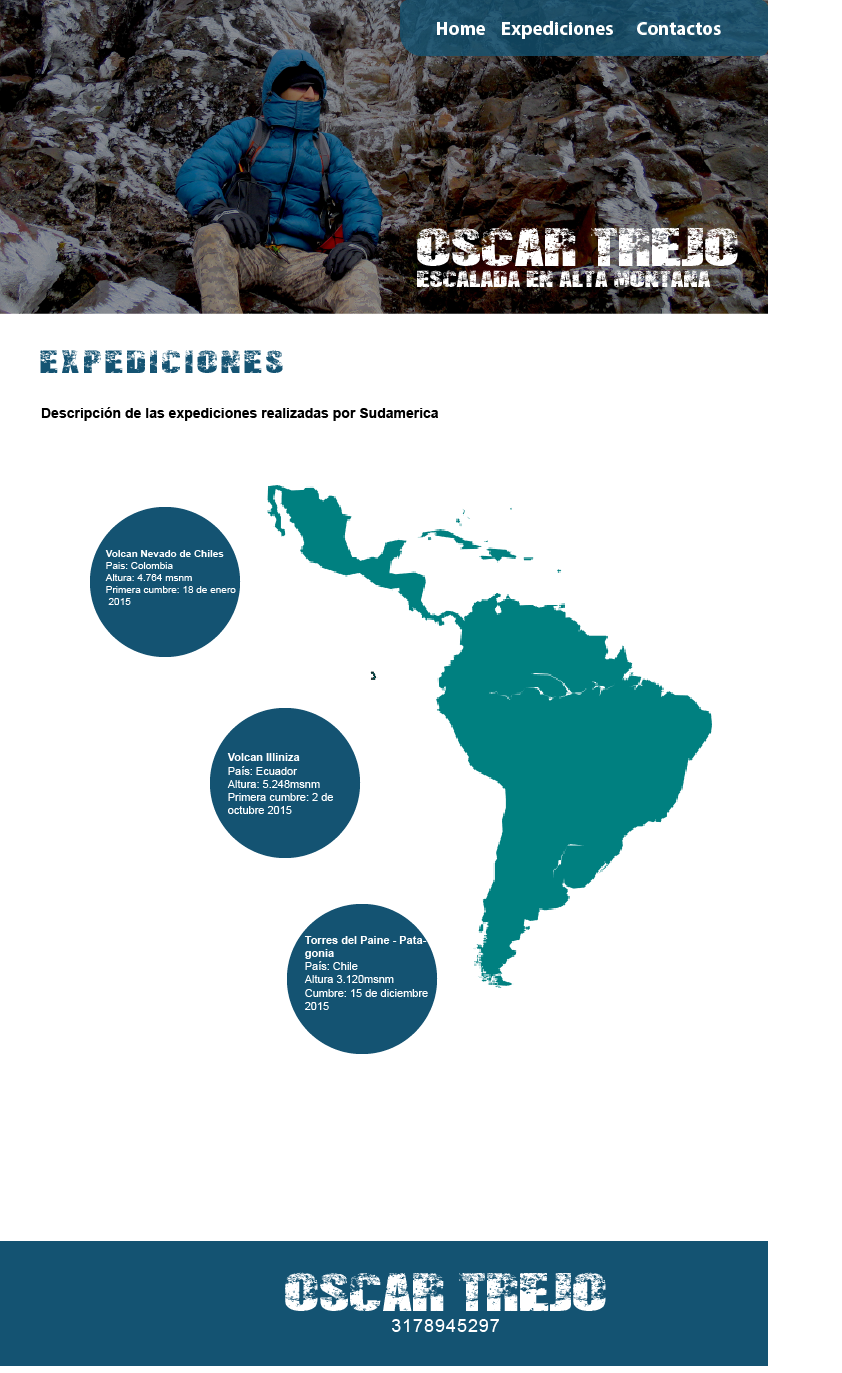 Home Expediciones Contactos
OSCAR TREJO
ESCALADA EN ALTA MONTANA
EXPEDICIONES
Descripción de las expediciones realizadas por Sudamerica
Volcan Nevado de Chiles
Pais: Colombia
Altura: 4.764 msnm
Primera cumbre: 18 de enero
2015
Volcan Illiniza
País: Ecuador
Altura: 5.248msnm
Primera cumbre: 2 de
octubre 2015
Torres del Paine - Pata-
gonia
País: Chile
Altura 3.120msnm
Cumbre: 15 de diciembre
2015
OSCAR TREJO
3178945297